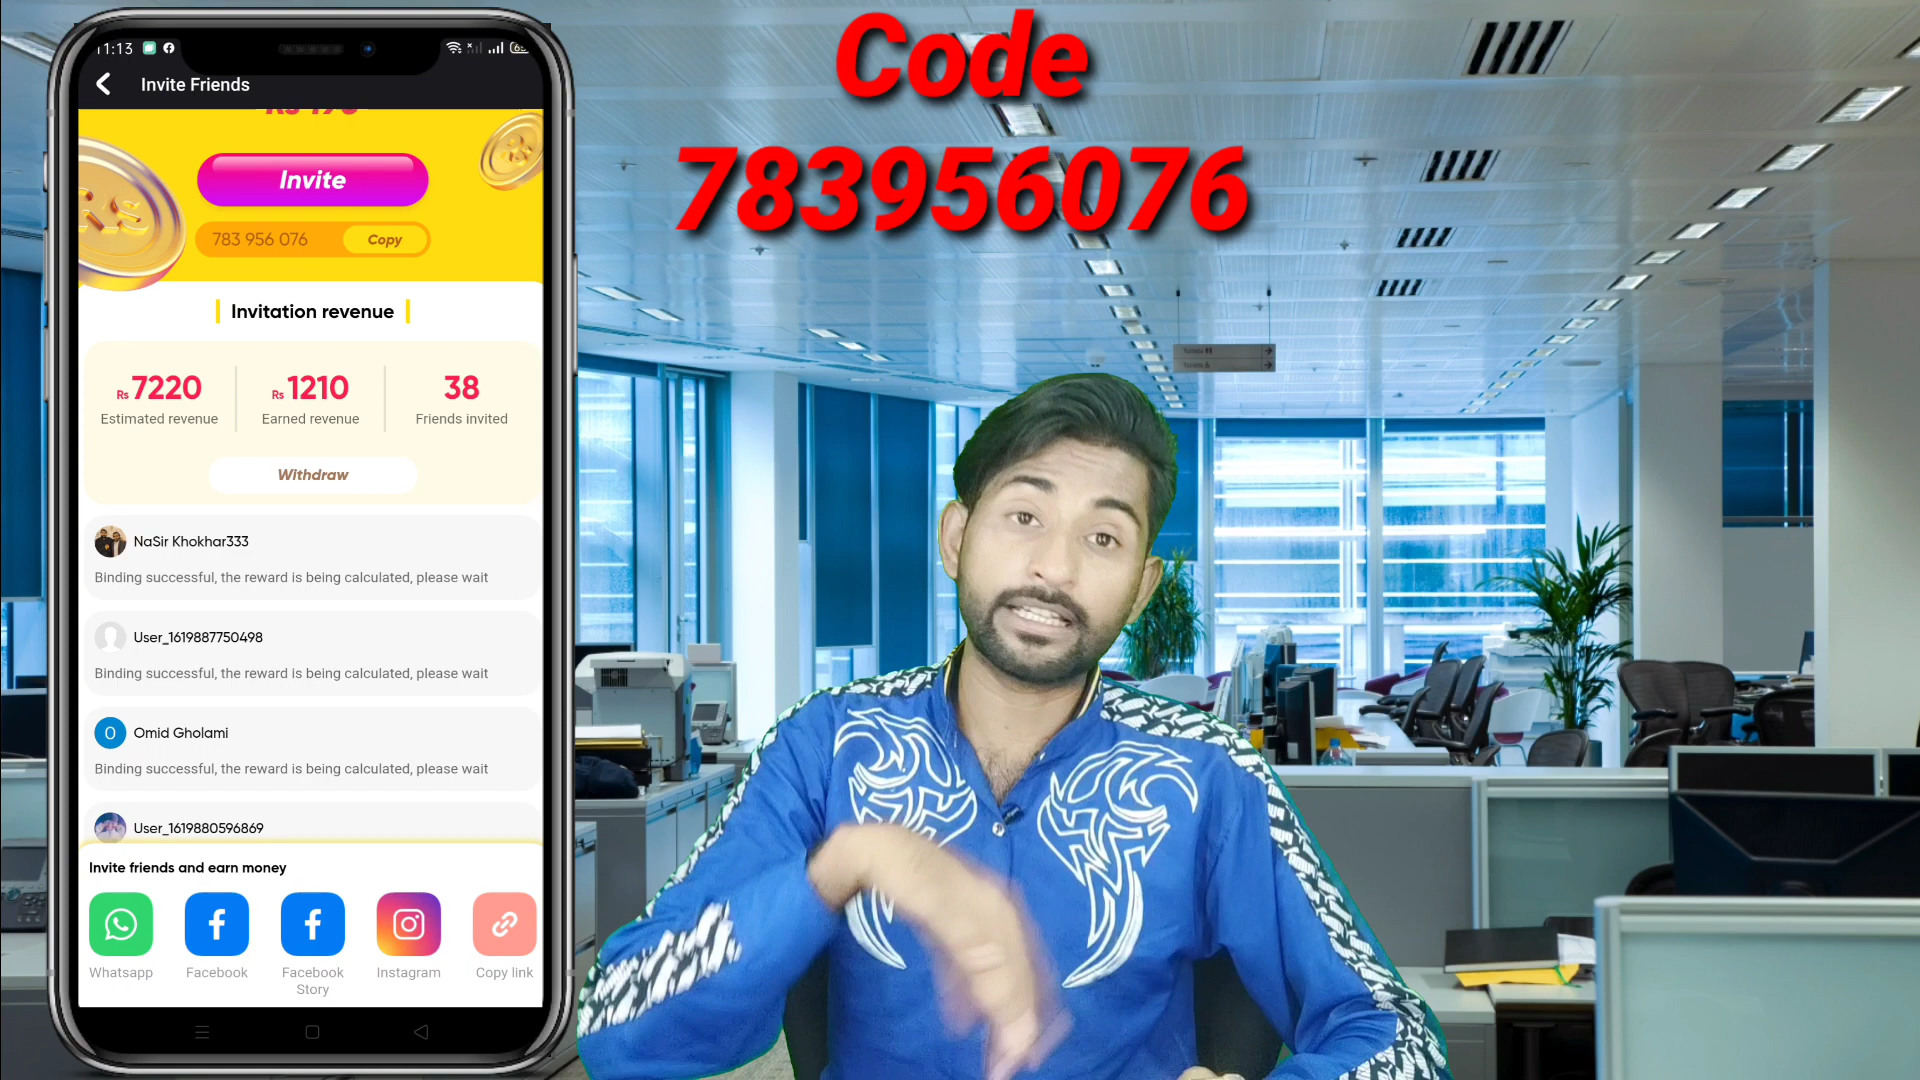 11:13
Invite Friends
Invite
783 956 076
Copy
Invitation revenue
Rs 7220
Estimated revenue
Rs 1210
Earned revenue
38
Friends invited
Withdraw
NaSir Khokhar333
Binding successful, the reward is being calculated, please wait
User_1619887750498
Binding successful, the reward is being calculated, please wait
Omid Gholami
Binding successful, the reward is being calculated, please wait
User_1619880596869
Invite friends and earn money
Whatsapp
Facebook
Facebook
Story
Instagram
Copy link
Code
783956076